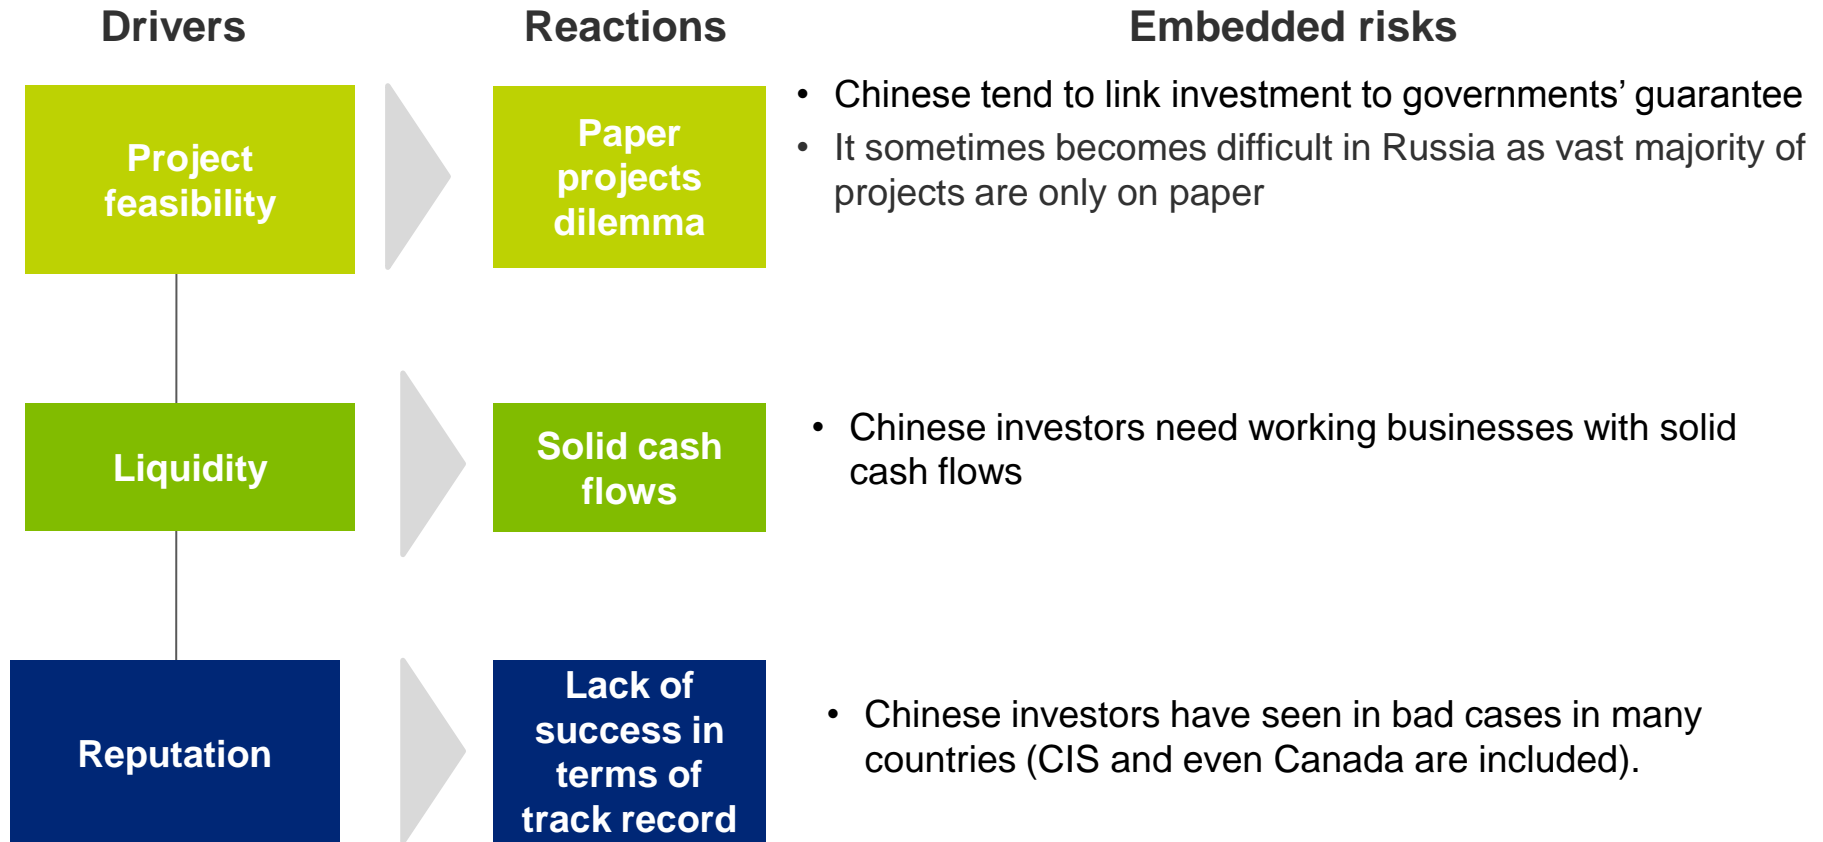 Drivers
Reactions
Embedded risks
Project
feasibility
Paper
projects
dilemma
• Chinese tend to link investment to governments’ guarantee
• It sometimes becomes difficult in Russia as vast majority of
projects are only on paper
Liquidity
Solid cash
flows
• Chinese investors need working businesses with solid
cash flows
Reputation
Lack of
success in
terms of
track record
• Chinese investors have seen in bad cases in many
countries (CIS and even Canada are included).